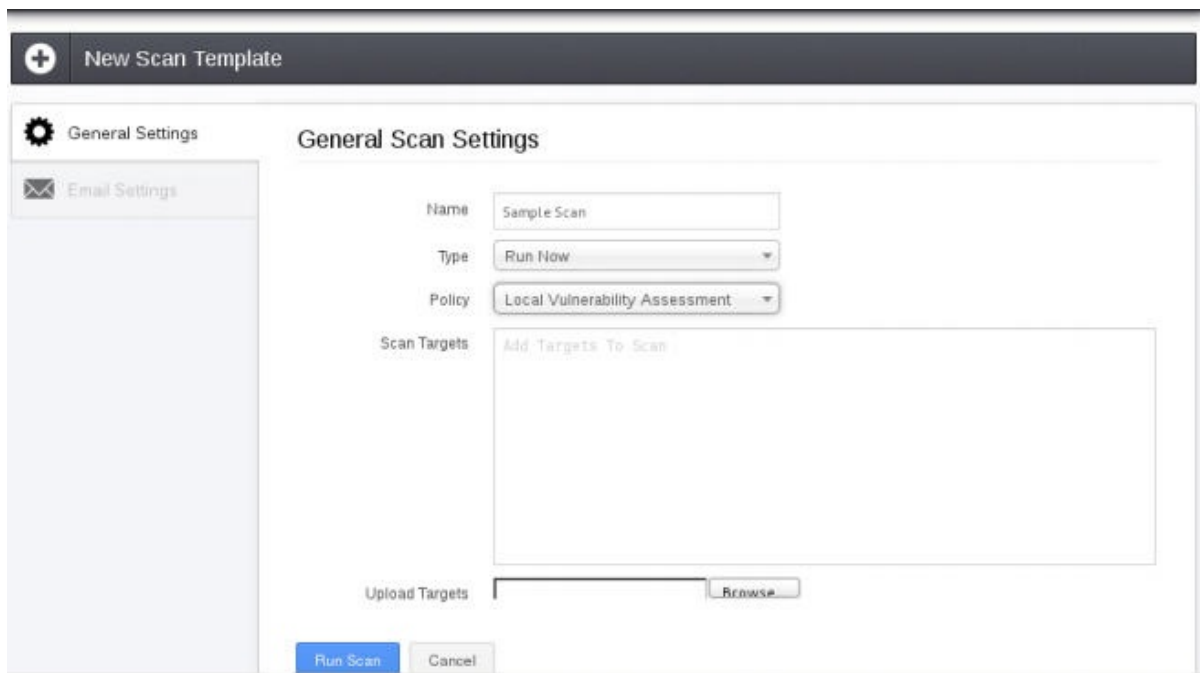 New Scan Template
General Settings
Email Settings
General Scan Settings
Name
Sample Scan
Type
Run Now
Policy
Local Vulnerability Assessment
Scan Targets
Add Targets To Scan
Upload Targets
Browse...
Run Scan
Cancel